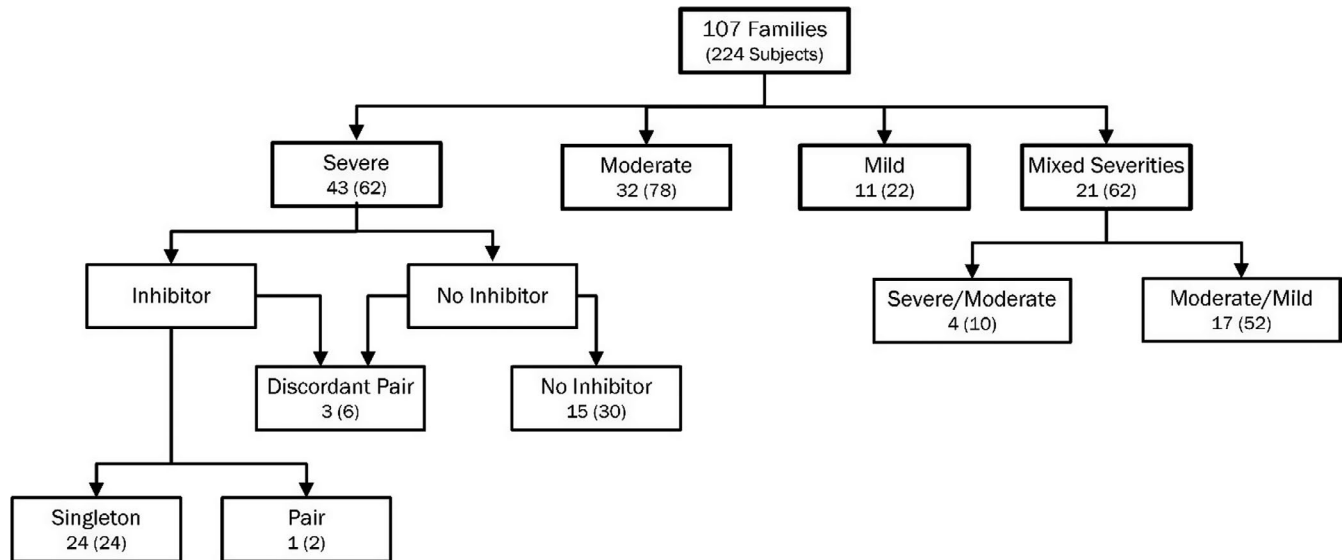 107 Families
(224 Subjects)
Severe
43 (62)
Moderate
32 (78)
Mild
11 (22)
Mixed Severities
21 (62)
Inhibitor
No Inhibitor
Severe/Moderate
4 (10)
Moderate/Mild
17 (52)
Discordant Pair
3 (6)
No Inhibitor
15 (30)
Singleton
24 (24)
Pair
1 (2)